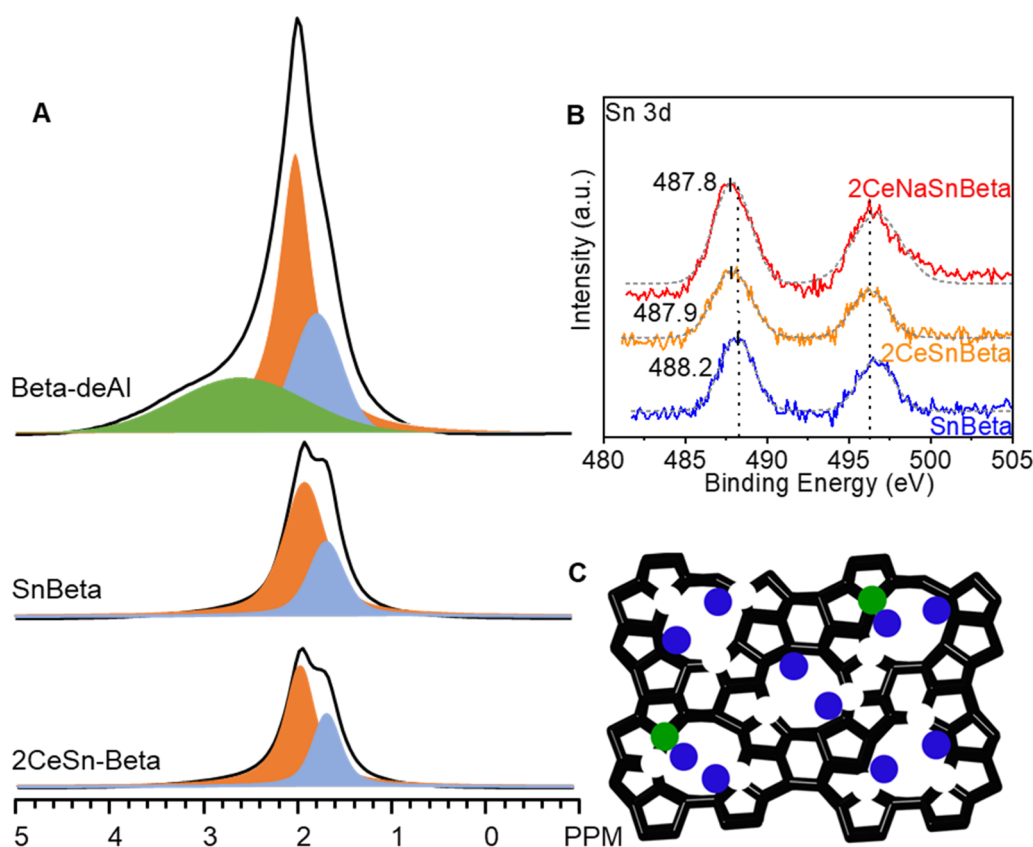 A
Beta-deAl
SnBeta
2CeSn-Beta
5 4 3 2 1 0 PPM
B
Sn 3d
487.8
2CeNaSnBeta
487.9
2CeSnBeta
488.2
SnBeta
Intensity (a.u.)
480 485 490 495 500 505
Binding Energy (eV)
C